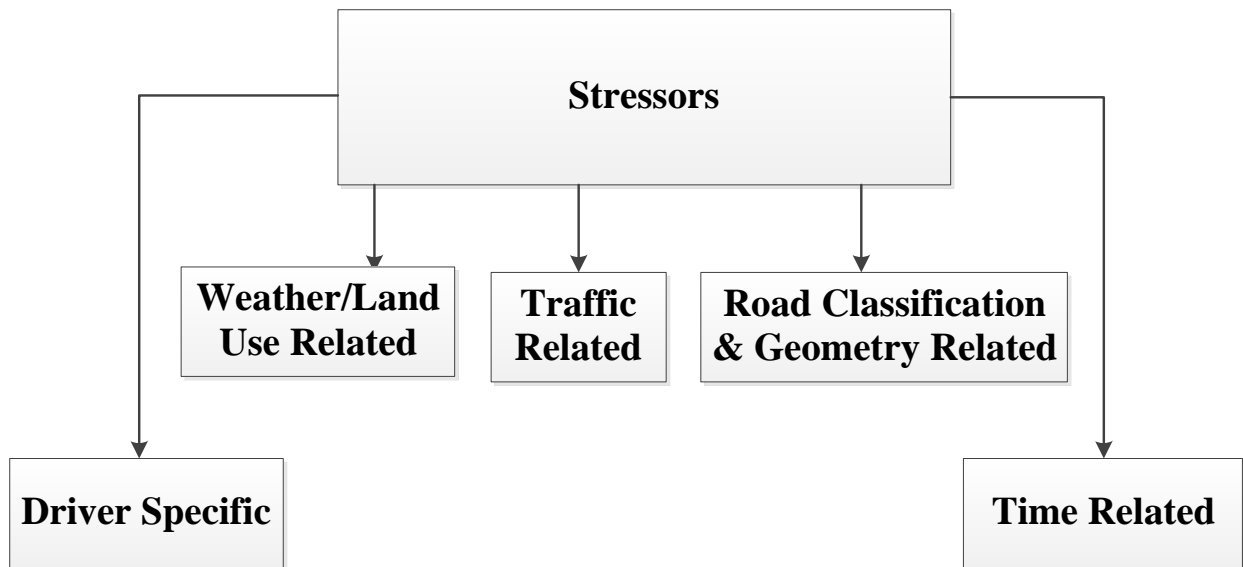 Stressors
Weather/Land
Use Related
Traffic
Related
Road Classification
& Geometry Related
Driver Specific
Time Related